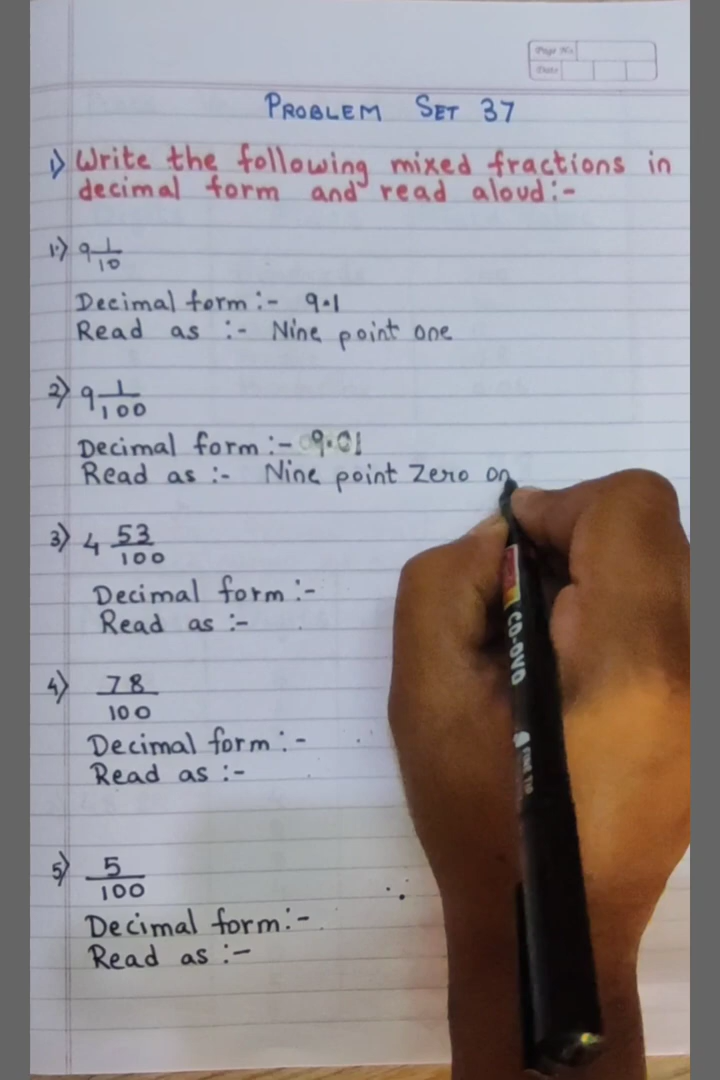 Page No.
Date
PROBLEM SET 37
1) Write the following mixed fractions in
decimal form and read aloud:-
1.) 9 1/10
Decimal form :- 9.1
Read as :- Nine point one
2) 9 1/100
Decimal form :- 9.01
Read as :- Nine point Zero on
3) 4 53/100
Decimal form :-
Read as :-
4) 78/100
Decimal form :-
Read as :-
5) 5/100
Decimal form :-
Read as :-
CD-DVD